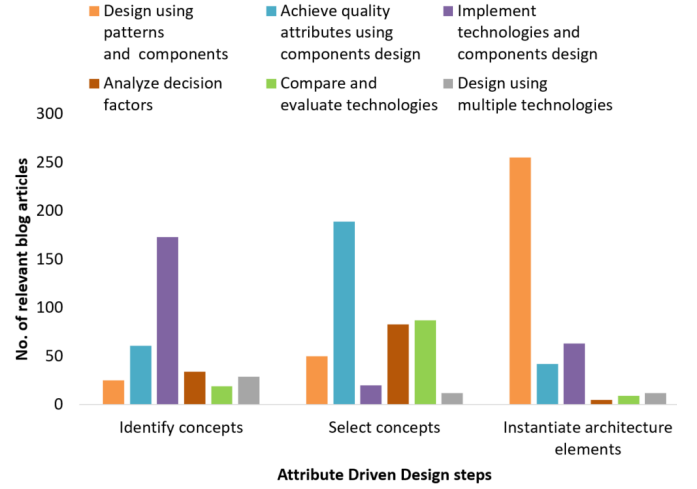 Design using
patterns
and  components
Achieve quality
attributes using
components design
Implement
technologies and
components design
Analyze decision
factors
Compare and
evaluate technologies
Design using
multiple technologies
300
250
200
150
100
50
0
No. of relevant blog articles
Identify concepts
Select concepts
Instantiate architecture
elements
Attribute Driven Design steps